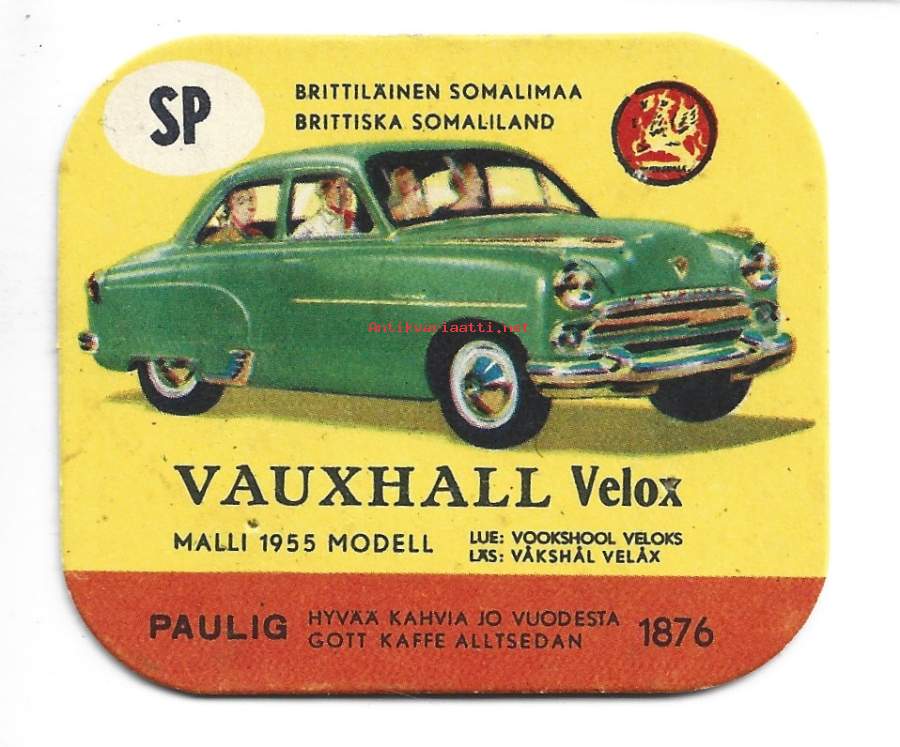 SP
BRITTILÄINEN SOMALIMAA
BRITTISKA SOMALILAND
Antikvariaatti.net
VAUXHALL Velox
MALLI 1955 MODELL
LUE: VOOKSHOOL VELOKS
LÄS: VÅKSHÅL VELÅX
PAULIG
HYVÄÄ KAHVIA JO VUODESTA
GOTT KAFFE ALLTSEDAN
1876